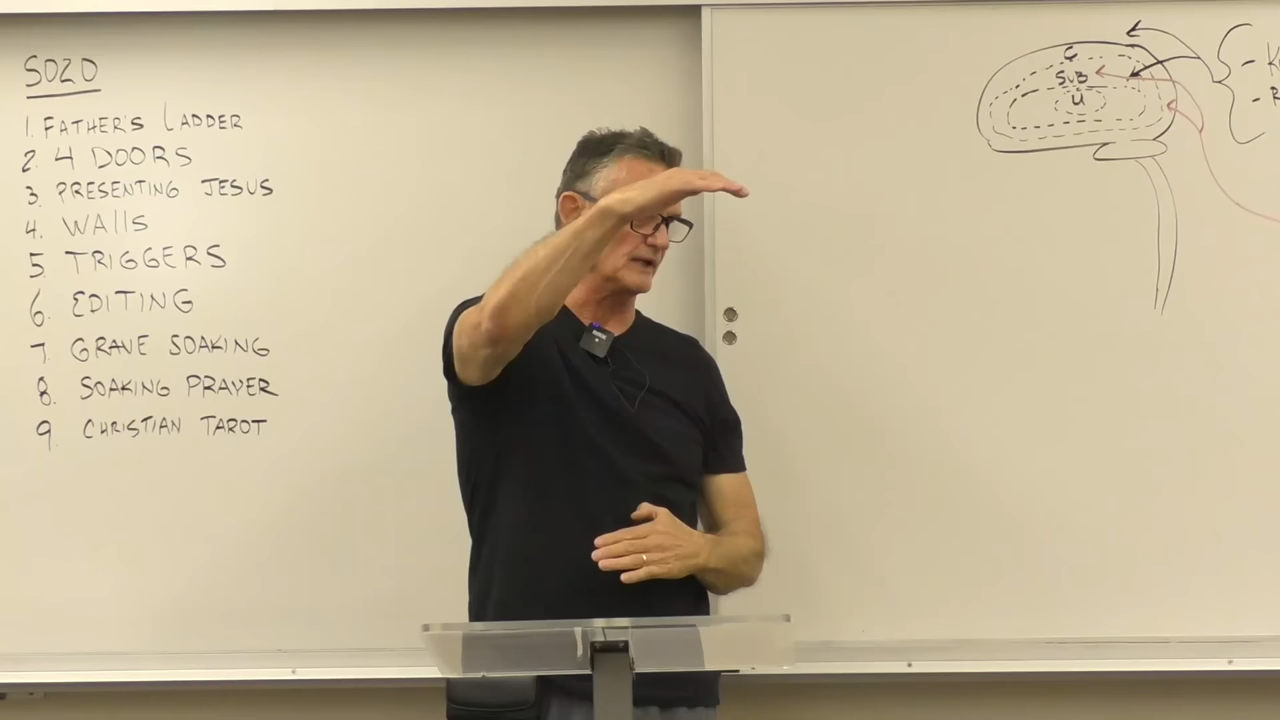 SOZO
1. FATHER'S LADDER
2. 4 DOORS
3. PRESENTING JESUS
4. WALLS
5 TRIGGERS
6. EDITING
7. GRAVE SOAKING
8. SOAKING PRAYER
9. CHRISTIAN TAROT
C
SUB
U